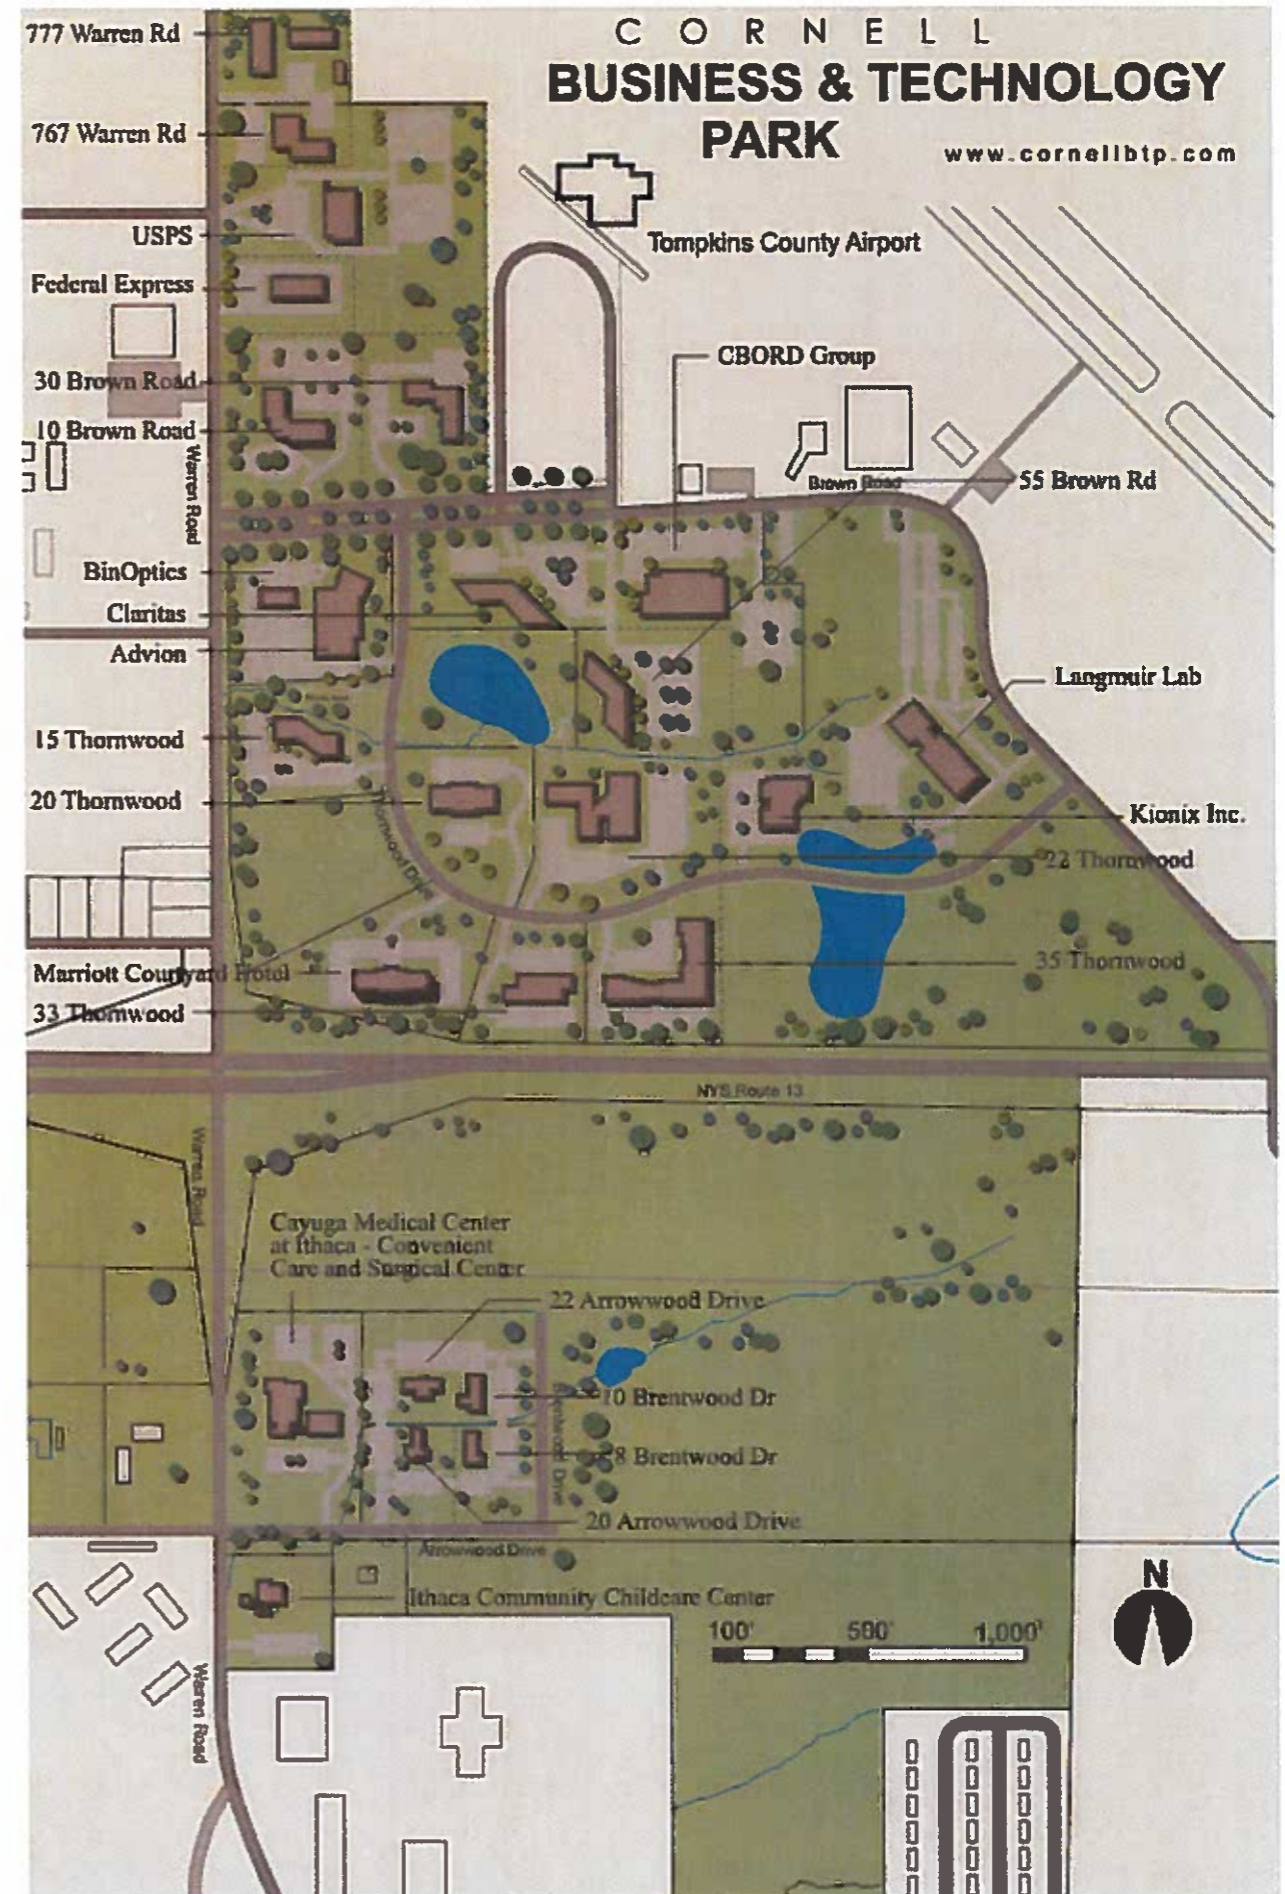 CORNELL
BUSINESS & TECHNOLOGY
PARK
www.cornellbtp.com
777 Warren Rd
767 Warren Rd
USPS
Federal Express
30 Brown Road
10 Brown Road
Warren Road
Tompkins County Airport
CBORD Group
Brown Road
55 Brown Rd
BinOptics
Claritas
Advion
15 Thornwood
20 Thornwood
Thornwood Drive
Langmuir Lab
Kionix Inc.
22 Thornwood
35 Thornwood
Marriott Courtyard Hotel
33 Thornwood
NYS Route 13
Warren Road
Cayuga Medical Center
at Ithaca - Convenient
Care and Surgical Center
22 Arrowwood Drive
10 Brentwood Dr
8 Brentwood Dr
Brentwood Drive
20 Arrowwood Drive
Arrowwood Drive
Ithaca Community Childcare Center
100' 500' 1,000'
N
Warren Road